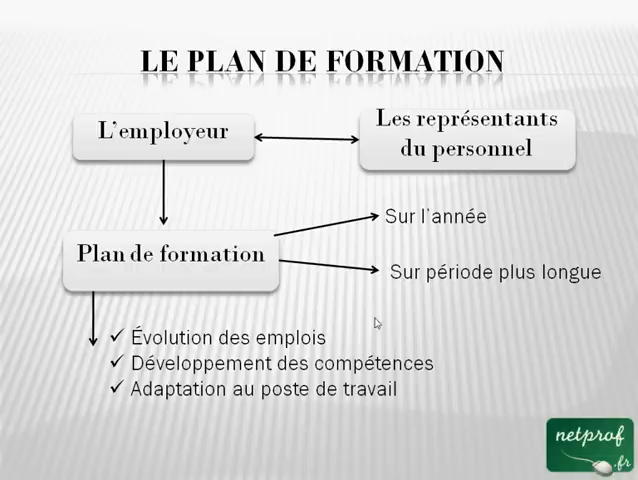 LE PLAN DE FORMATION
L'employeur
Les représentants
du personnel
Plan de formation
Sur l'année
Sur période plus longue
✓ Évolution des emplois
✓ Développement des compétences
✓ Adaptation au poste de travail
netprof
.fr